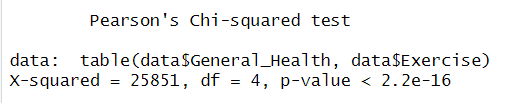 Pearson's Chi-squared test
data: table(data$General_Health, data$Exercise)
X-squared = 25851, df = 4, p-value < 2.2e-16